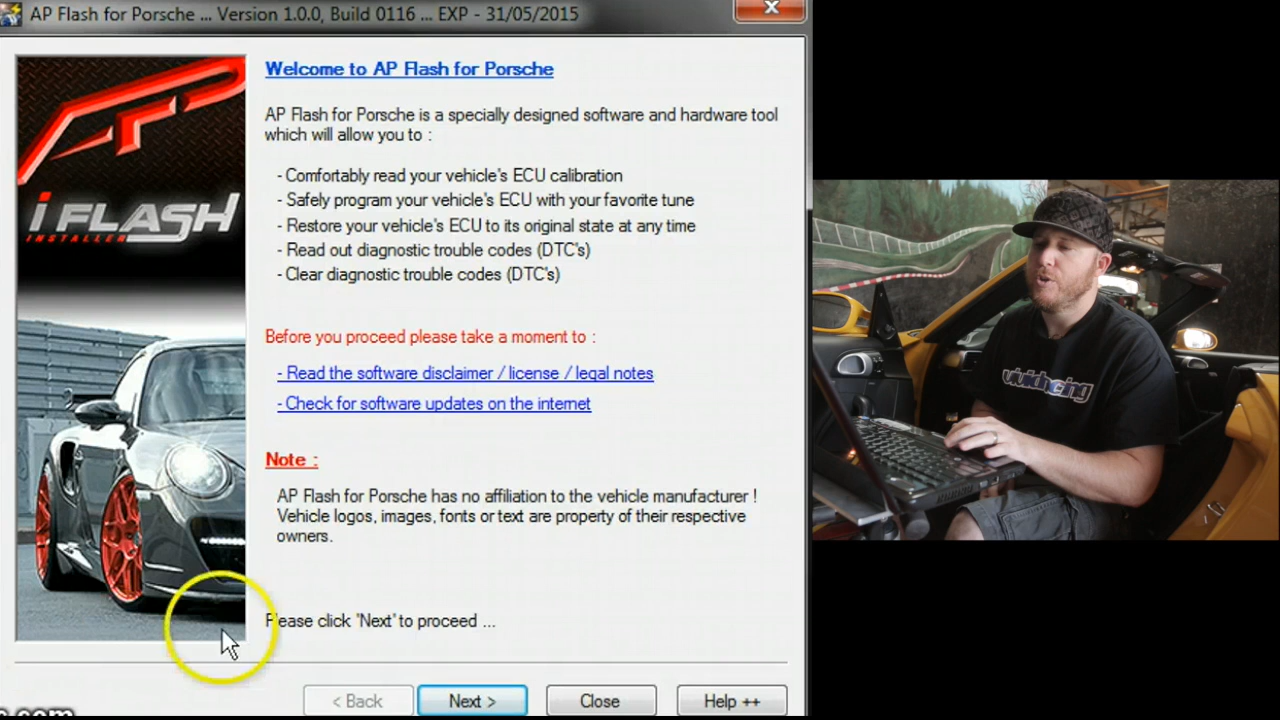 AP Flash for Porsche ... Version 1.0.0, Build 0116 ... EXP - 31/05/2015
AP
i FLASH
INSTALLER
Welcome to AP Flash for Porsche
AP Flash for Porsche is a specially designed software and hardware tool
which will allow you to :
- Comfortably read your vehicle's ECU calibration
- Safely program your vehicle's ECU with your favorite tune
- Restore your vehicle's ECU to its original state at any time
- Read out diagnostic trouble codes (DTC's)
- Clear diagnostic trouble codes (DTC's)
Before you proceed please take a moment to :
- Read the software disclaimer / license / legal notes
- Check for software updates on the internet
Note :
AP Flash for Porsche has no affiliation to the vehicle manufacturer !
Vehicle logos, images, fonts or text are property of their respective
owners.
Please click 'Next' to proceed ...
< Back
Next >
Close
Help ++
vividracing